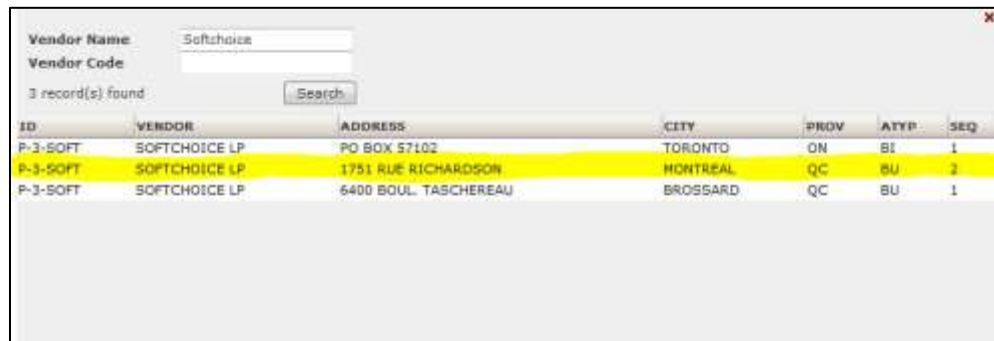 Vendor Name Softchoice
Vendor Code
3 record(s) found Search
ID VENDOR ADDRESS CITY PROV ATYP SEQ
P-3-SOFT SOFTCHOICE LP PO BOX 57102 TORONTO ON BI 1
P-3-SOFT SOFTCHOICE LP 1751 RUE RICHARDSON MONTREAL QC BU 2
P-3-SOFT SOFTCHOICE LP 6400 BOUL. TASCHEREAU BROSSARD QC BU 1